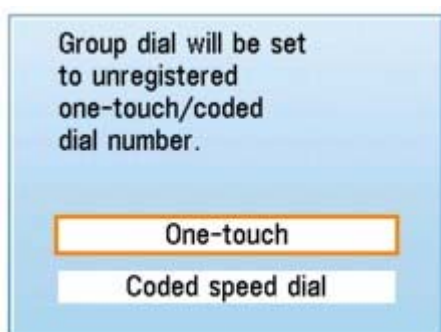 Group dial will be set
to unregistered
one-touch/coded
dial number.
One-touch
Coded speed dial